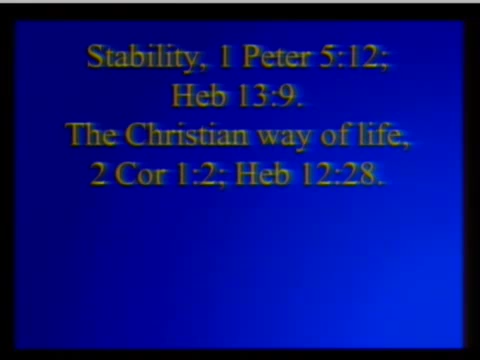 Stability, 1 Peter 5:12;
Heb 13:9.
The Christian way of life,
2 Cor 1:2; Heb 12:28.